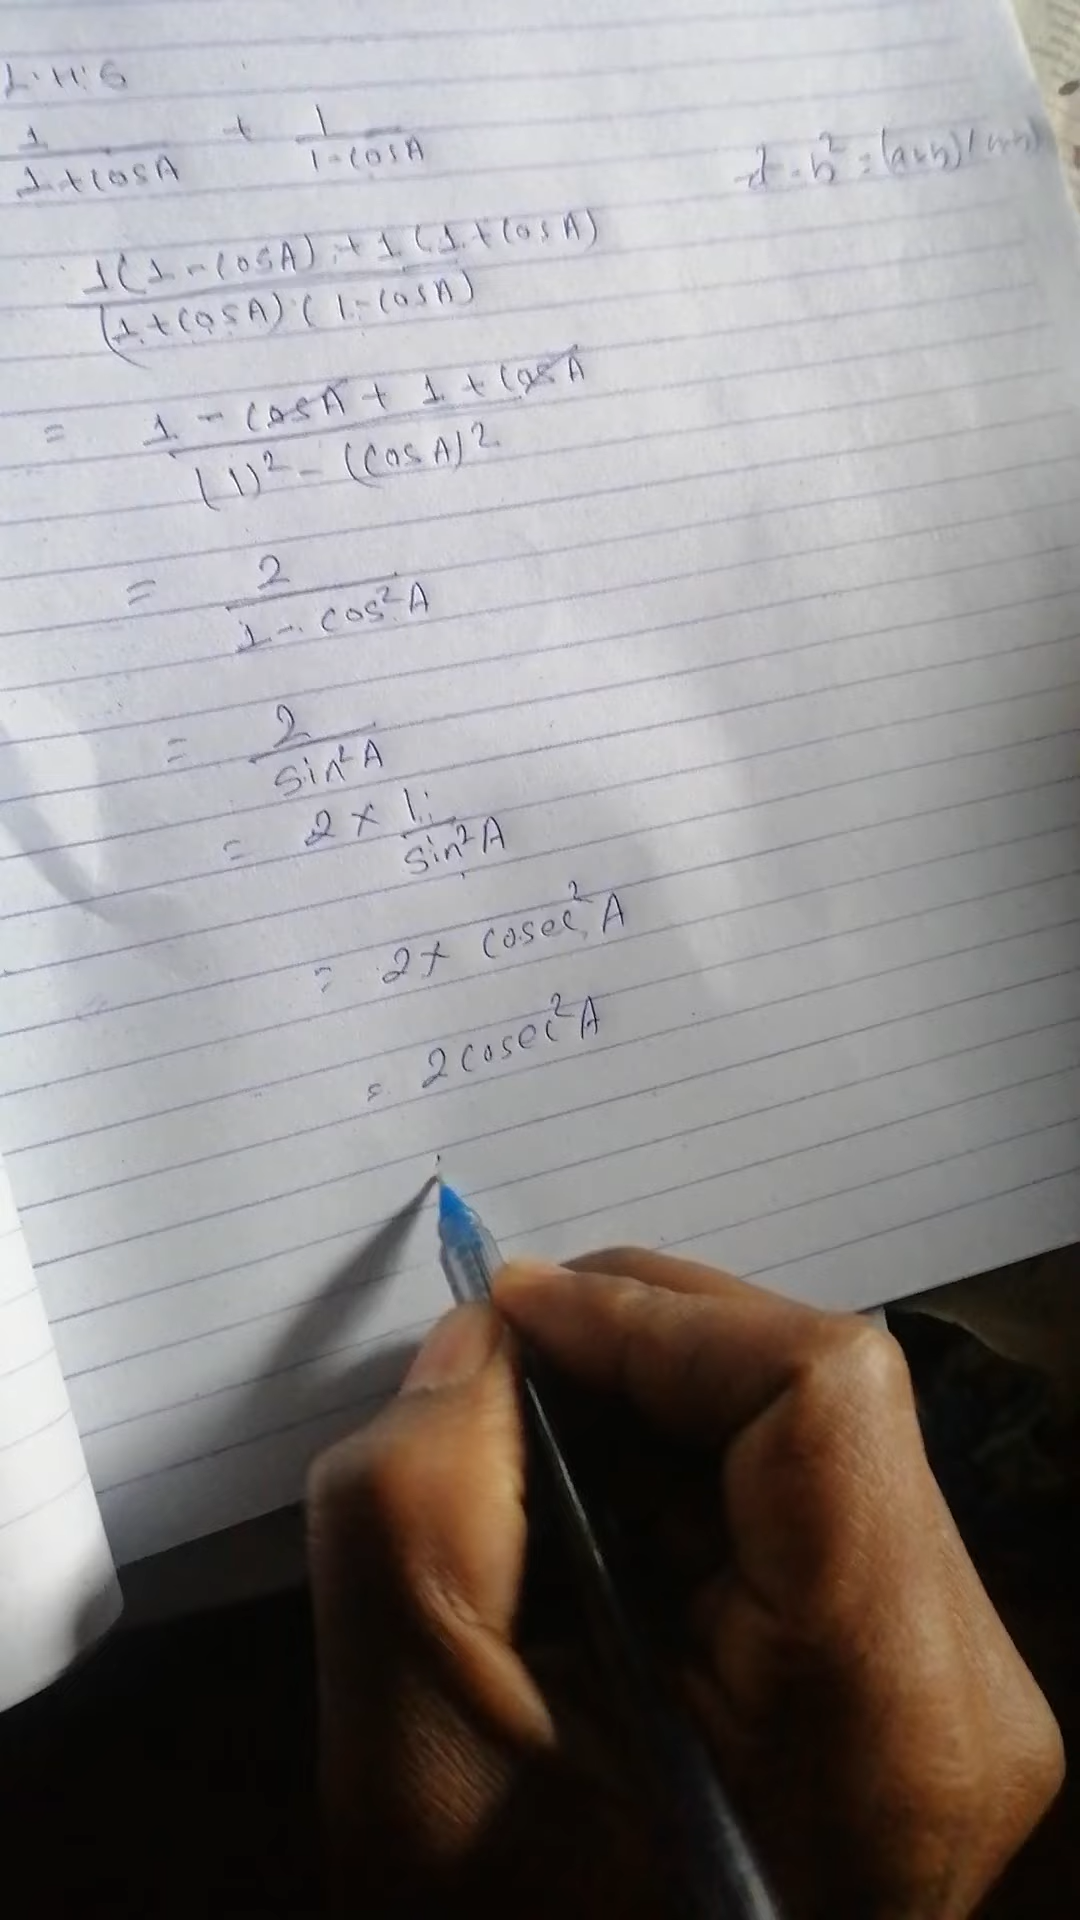 L.H.S
1/(1+cosA) + 1/(1-cosA)
a²-b² = (a+b)(a-b)
(1(1-cosA)+1(1+cosA))/((1+cosA)(1-cosA))
= (1-cosA+1+cosA)/((1)²-(cosA)²)
= 2/(1-cos²A)
= 2/sin²A
= 2×1/sin²A
= 2× cosec²A
= 2cosec²A